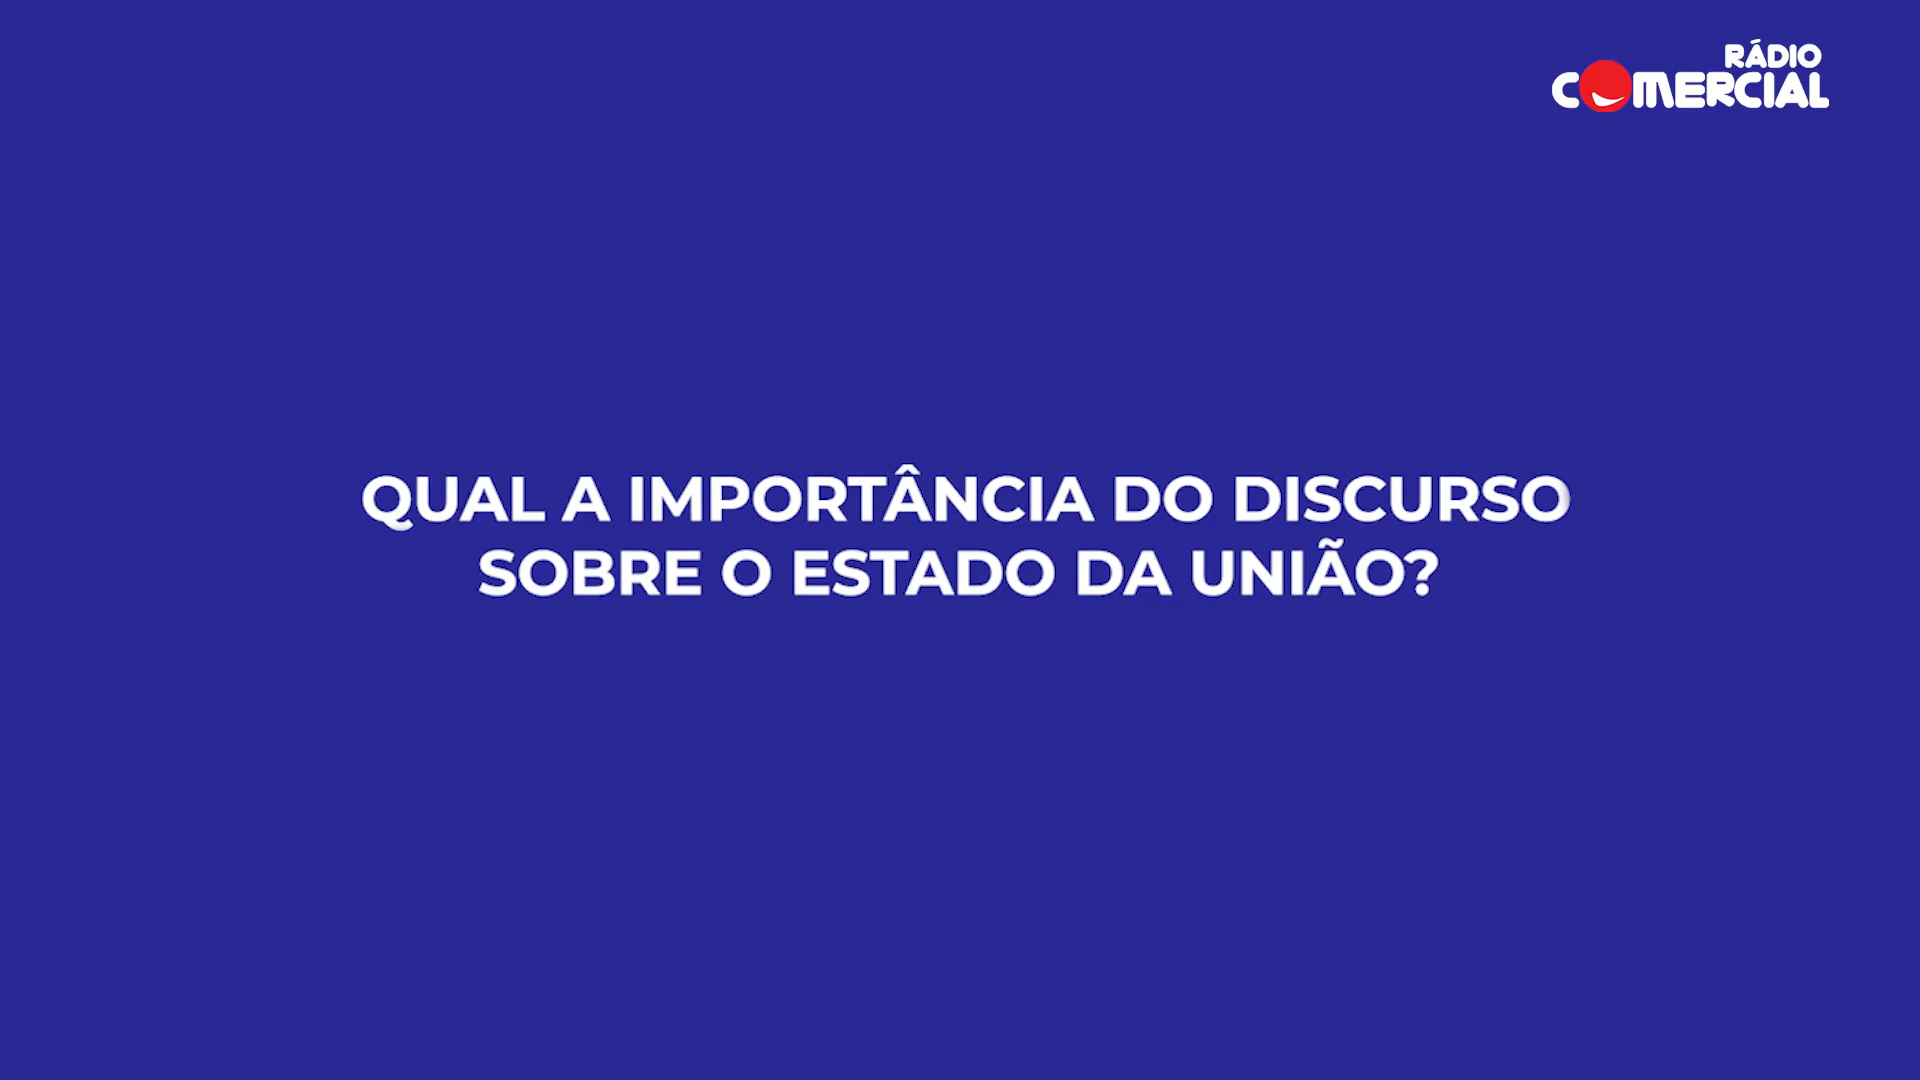 RÁDIO
COMERCIAL
QUAL A IMPORTÂNCIA DO DISCURSO
SOBRE O ESTADO DA UNIÃO?